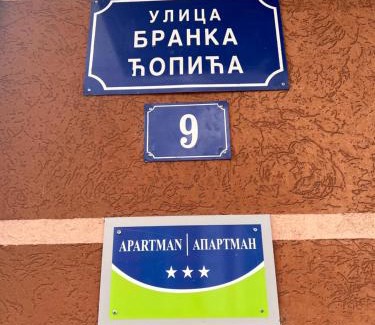 УЛИЦА
БРАНКА
ЋОПИЋА
9
APARTMAN | АПАРТМАН
★★★